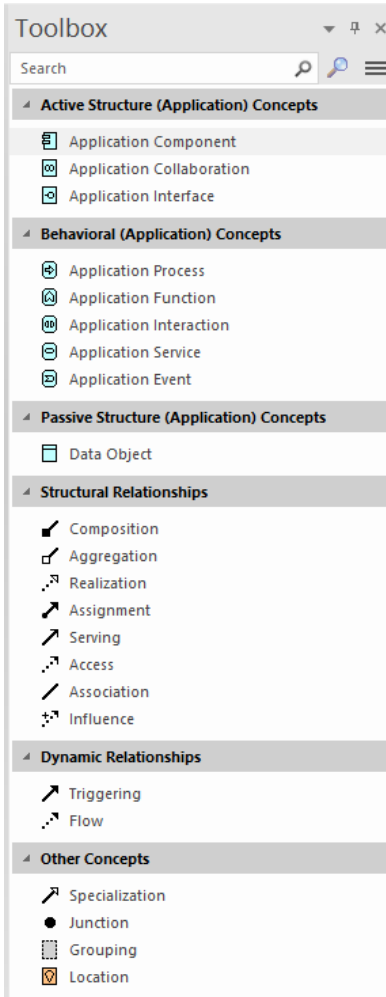 Toolbox
Search
Active Structure (Application) Concepts
Application Component
Application Collaboration
Application Interface
Behavioral (Application) Concepts
Application Process
Application Function
Application Interaction
Application Service
Application Event
Passive Structure (Application) Concepts
Data Object
Structural Relationships
Composition
Aggregation
Realization
Assignment
Serving
Access
Association
Influence
Dynamic Relationships
Triggering
Flow
Other Concepts
Specialization
Junction
Grouping
Location